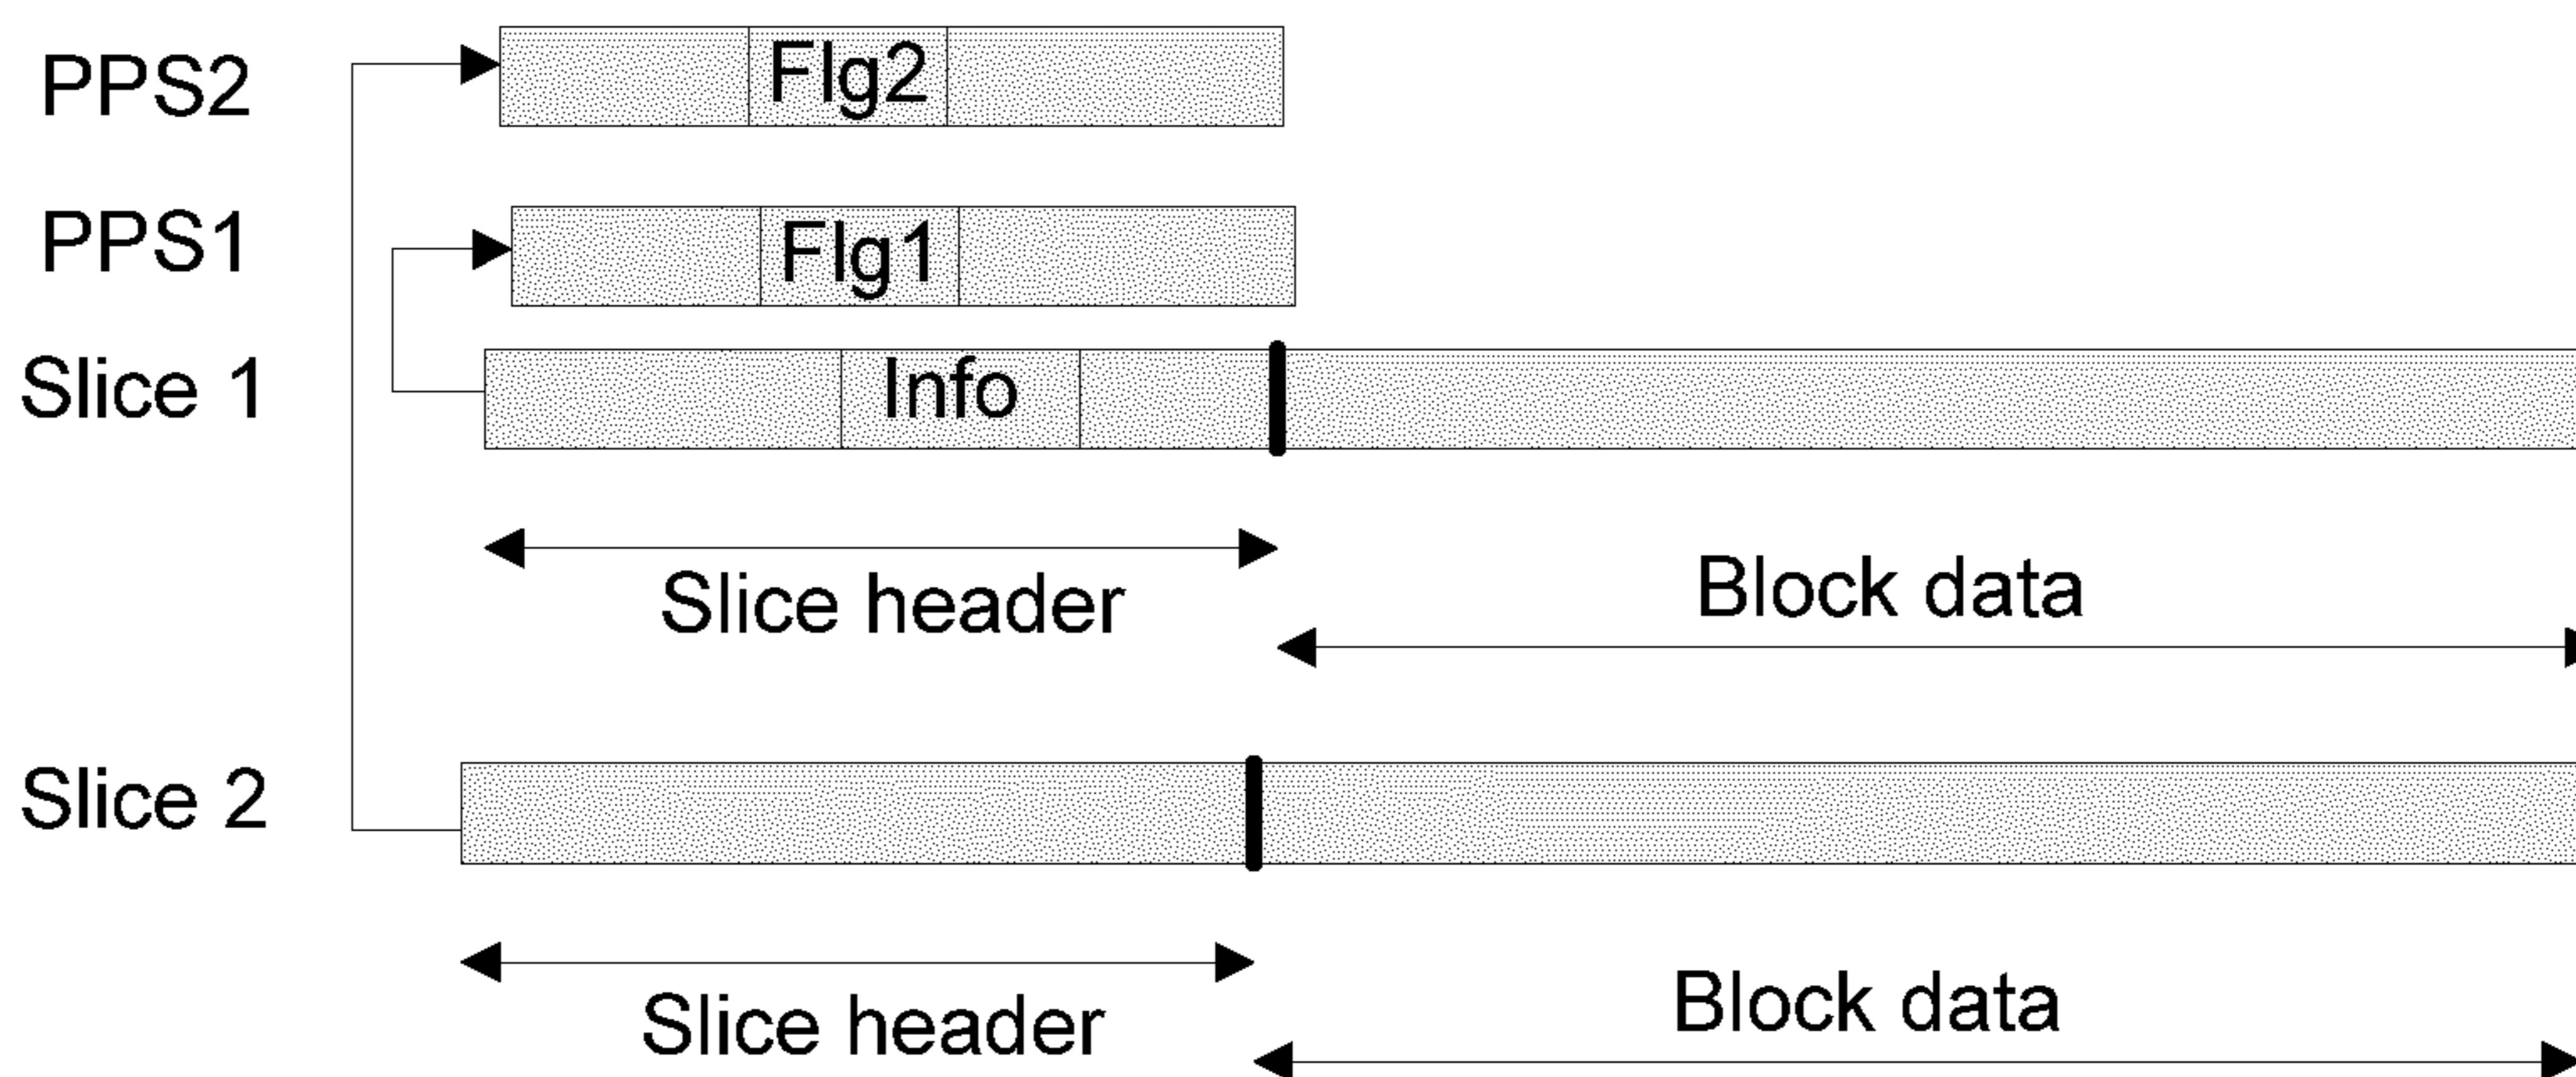 PPS2
Flg2
PPS1
Flg1
Slice 1
Info
Slice header
Block data
Slice 2
Slice header
Block data